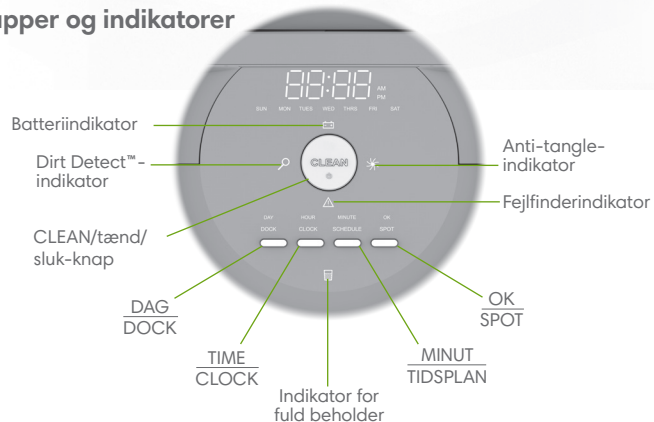 apper og indikatorer
88:88 AM
PM
SUN MON TUES WED THRS FRI SAT
Batteriindikator
Dirt Detect™-
indikator
CLEAN
Anti-tangle-
indikator
Fejlfinderindikator
CLEAN/tænd/
sluk-knap
DAY HOUR MINUTE OK
DOCK CLOCK SCHEDULE SPOT
DAG
DOCK
TIME
CLOCK
Indikator for
fuld beholder
MINUT
TIDSPLAN
OK
SPOT